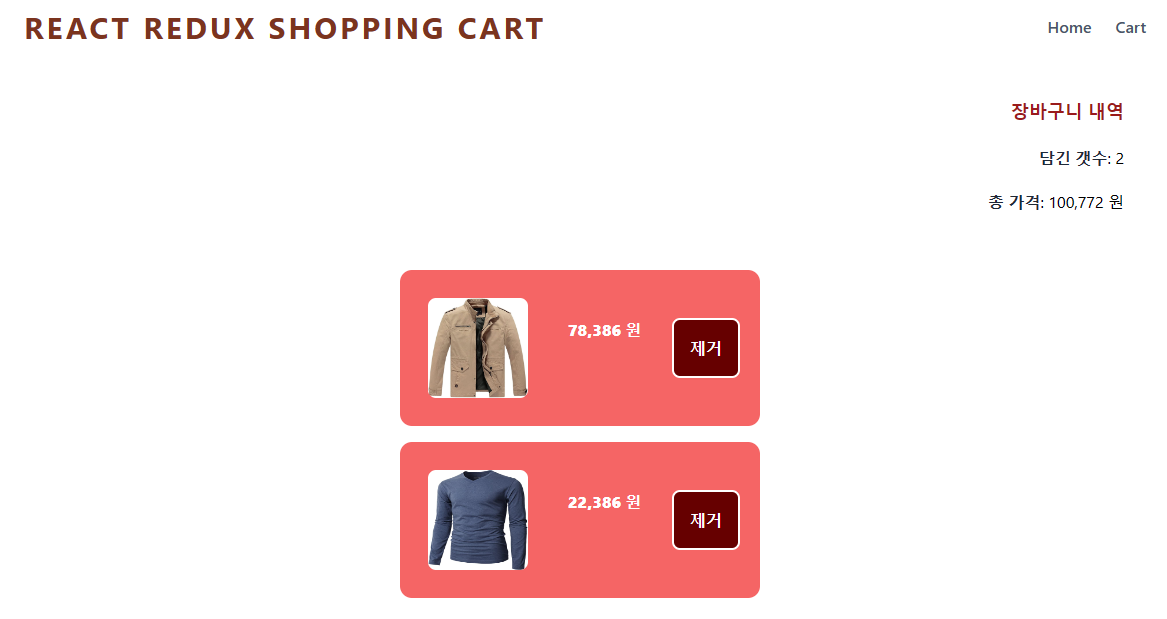 REACT REDUX SHOPPING CART
Home Cart
장바구니 내역
담긴 갯수: 2
총 가격: 100,772 원
78,386 원
제거
22,386 원
제거